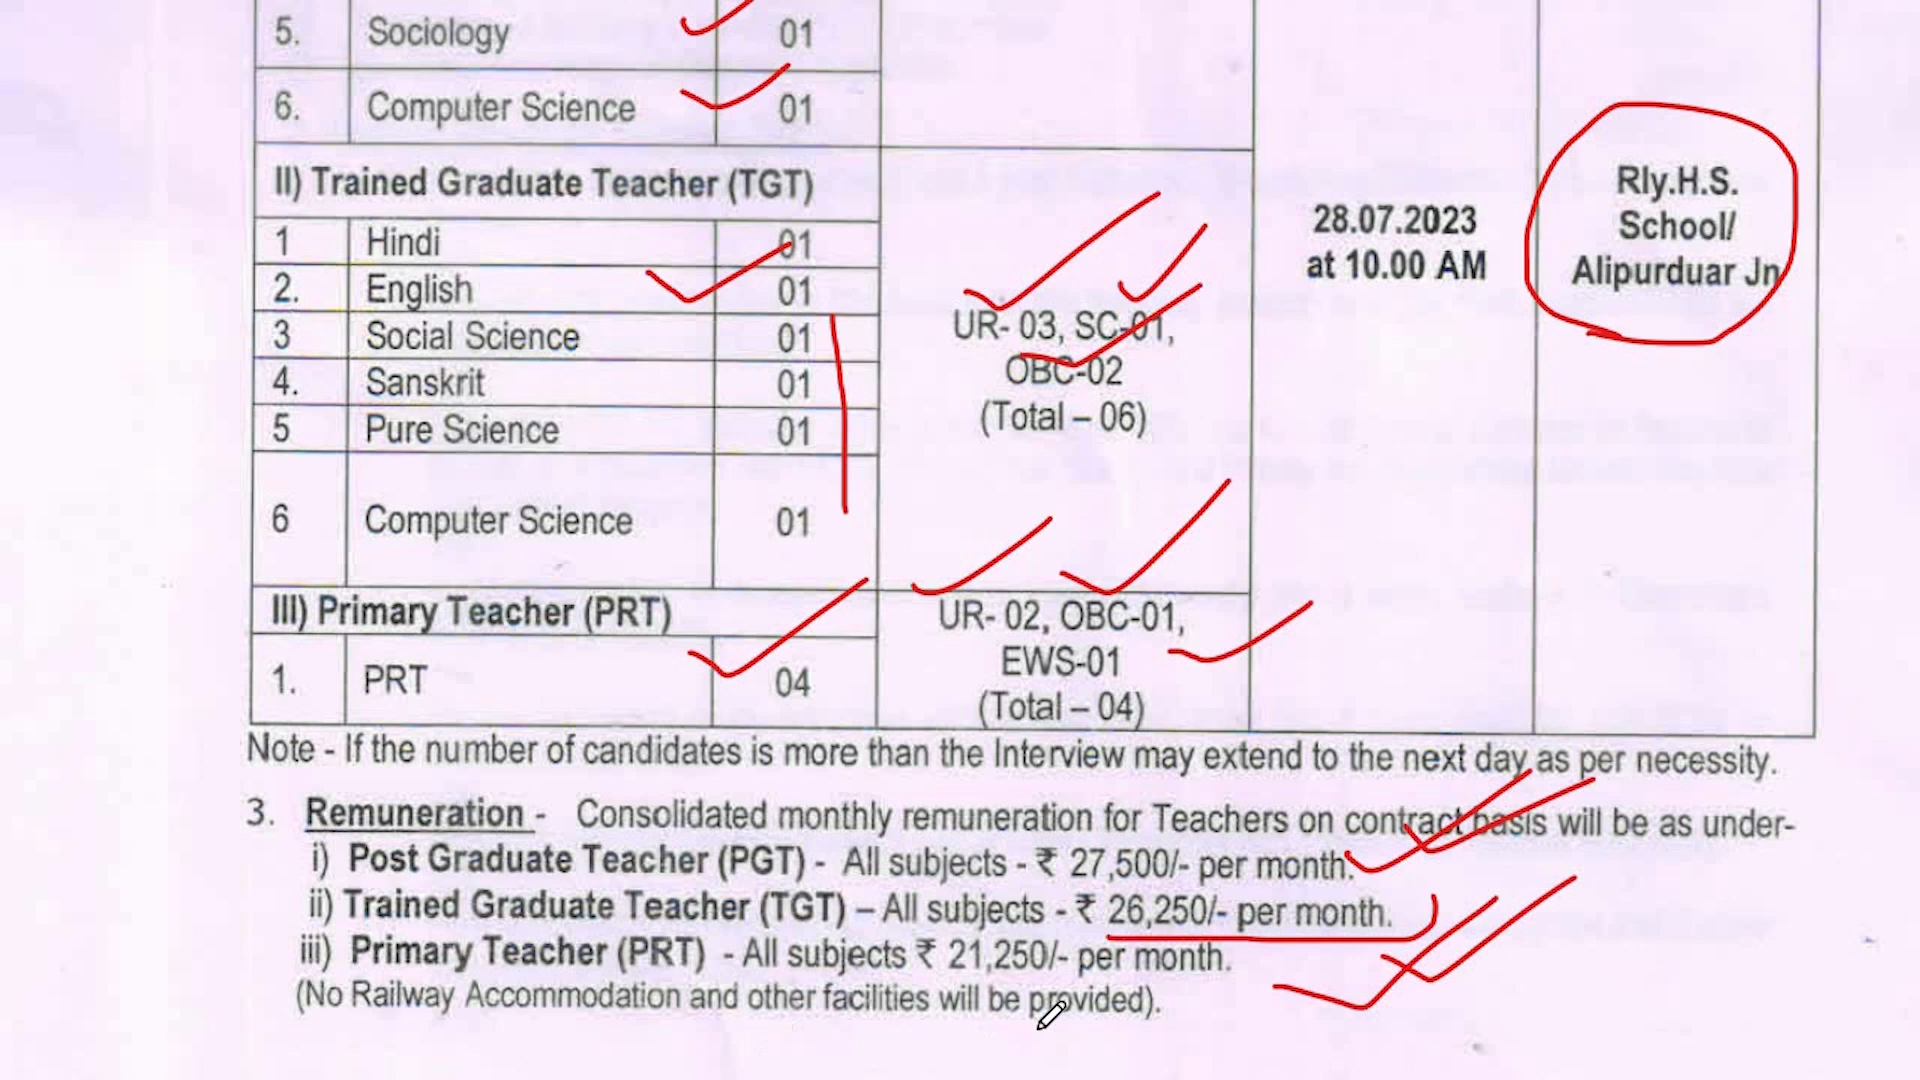 5. Sociology 01
6. Computer Science 01
II) Trained Graduate Teacher (TGT)
1 Hindi 01
2. English 01
3 Social Science 01
4. Sanskrit 01
5 Pure Science 01
6 Computer Science 01
UR- 03, SC-01,
OBC-02
(Total – 06)
28.07.2023
at 10.00 AM
Rly.H.S.
School/
Alipurduar Jn
III) Primary Teacher (PRT)
1. PRT 04
UR- 02, OBC-01,
EWS-01
(Total – 04)
Note - If the number of candidates is more than the Interview may extend to the next day as per necessity.
3. Remuneration - Consolidated monthly remuneration for Teachers on contract basis will be as under-
i) Post Graduate Teacher (PGT) - All subjects - ₹ 27,500/- per month.
ii) Trained Graduate Teacher (TGT) – All subjects - ₹ 26,250/- per month.
iii) Primary Teacher (PRT) - All subjects ₹ 21,250/- per month.
(No Railway Accommodation and other facilities will be provided).